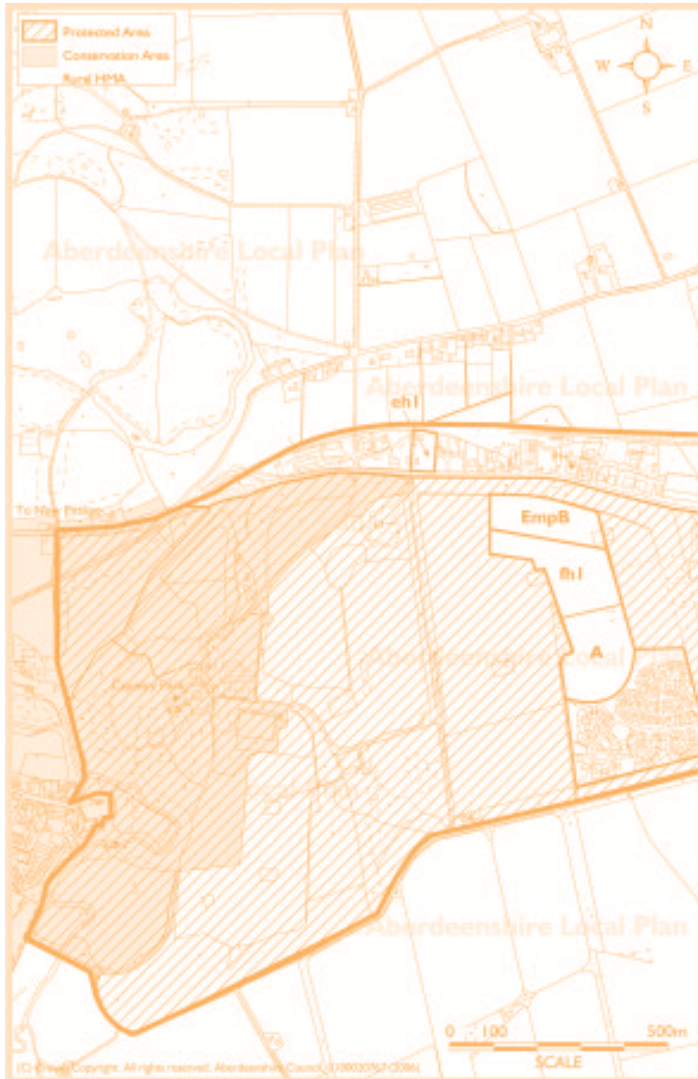 Protected Area
Conservation Area
Rural HMA
N
W E
S
Aberdeenshire Local Plan
Aberdeenshire Local Plan
eh1
To New Pitsligo
EmpB
fh1
A
Aberdeenshire Local Plan
Aberdeenshire Local Plan
0 100 500m
SCALE
(C) Crown Copyright. All rights reserved. Aberdeenshire Council